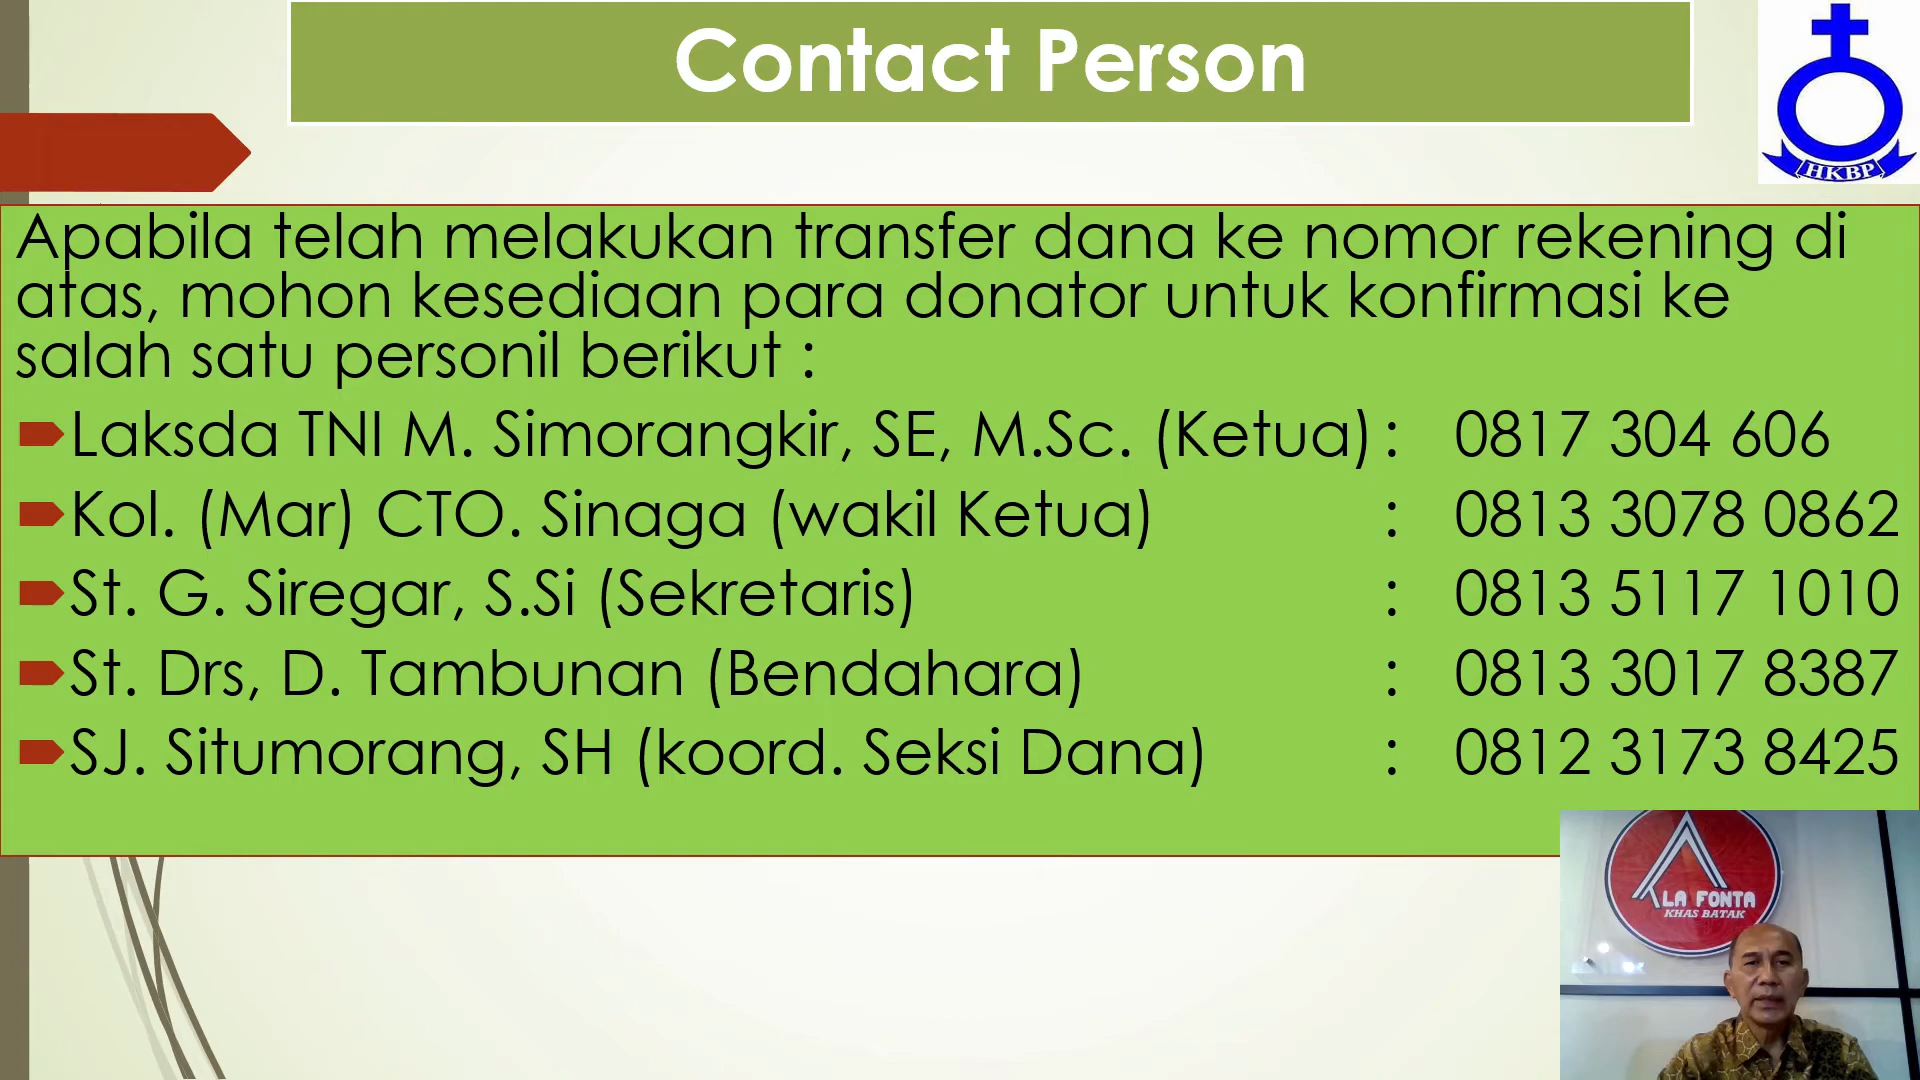 Contact Person
HKBP
Apabila telah melakukan transfer dana ke nomor rekening di
atas, mohon kesediaan para donator untuk konfirmasi ke
salah satu personil berikut :
Laksda TNI M. Simorangkir, SE, M.Sc. (Ketua) : 0817 304 606
Kol. (Mar) CTO. Sinaga (wakil Ketua) : 0813 3078 0862
St. G. Siregar, S.Si (Sekretaris) : 0813 5117 1010
St. Drs, D. Tambunan (Bendahara) : 0813 3017 8387
SJ. Situmorang, SH (koord. Seksi Dana) : 0812 3173 8425
LA FONTA
KHAS BATAK